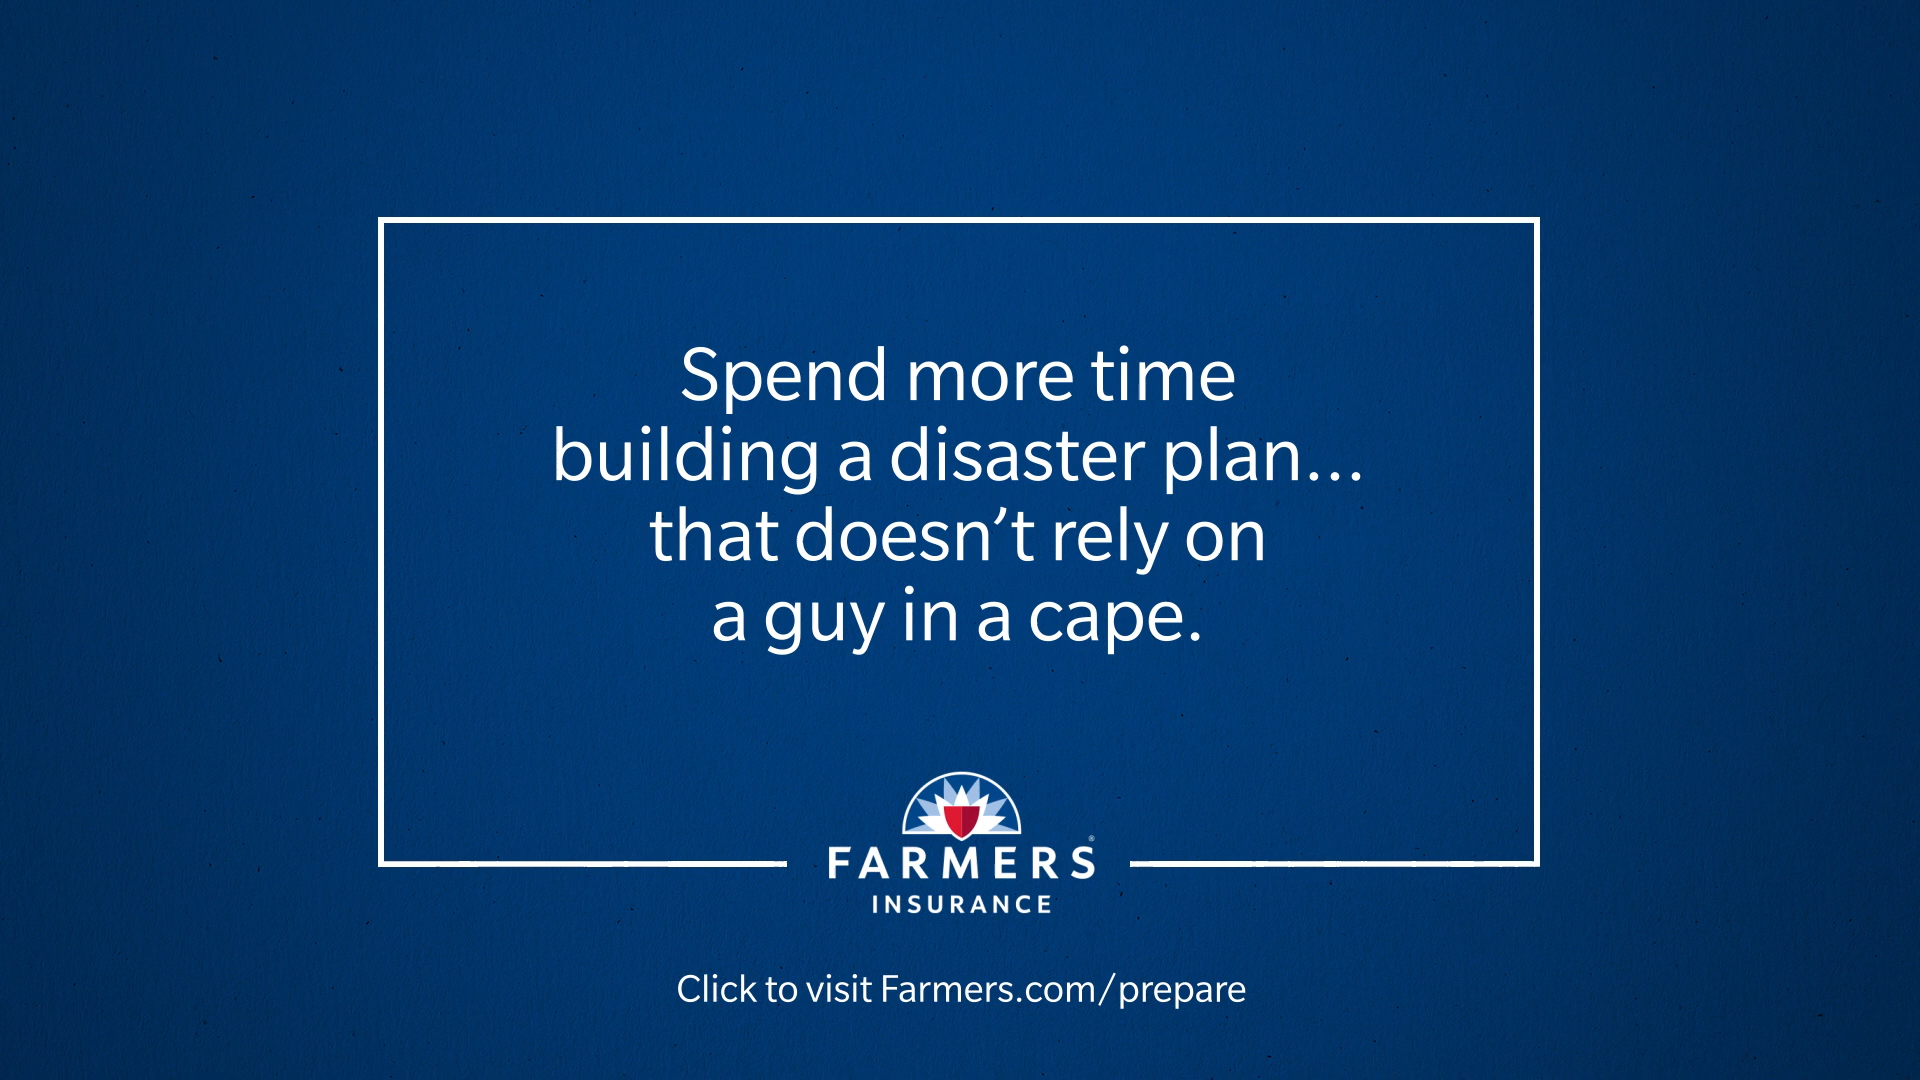 Spend more time
building a disaster plan...
that doesn’t rely on
a guy in a cape.
FARMERS®
INSURANCE
Click to visit Farmers.com/prepare